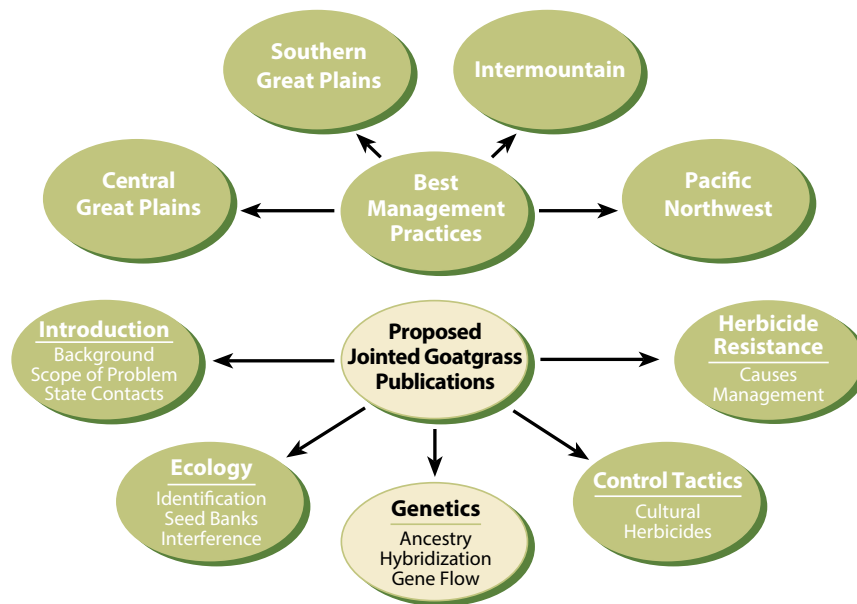 Southern
Great Plains
Intermountain
Central
Great Plains
Best
Management
Practices
Pacific
Northwest
Introduction
Background
Scope of Problem
State Contacts
Proposed
Jointed Goatgrass
Publications
Herbicide
Resistance
Causes
Management
Ecology
Identification
Seed Banks
Interference
Genetics
Ancestry
Hybridization
Gene Flow
Control Tactics
Cultural
Herbicides